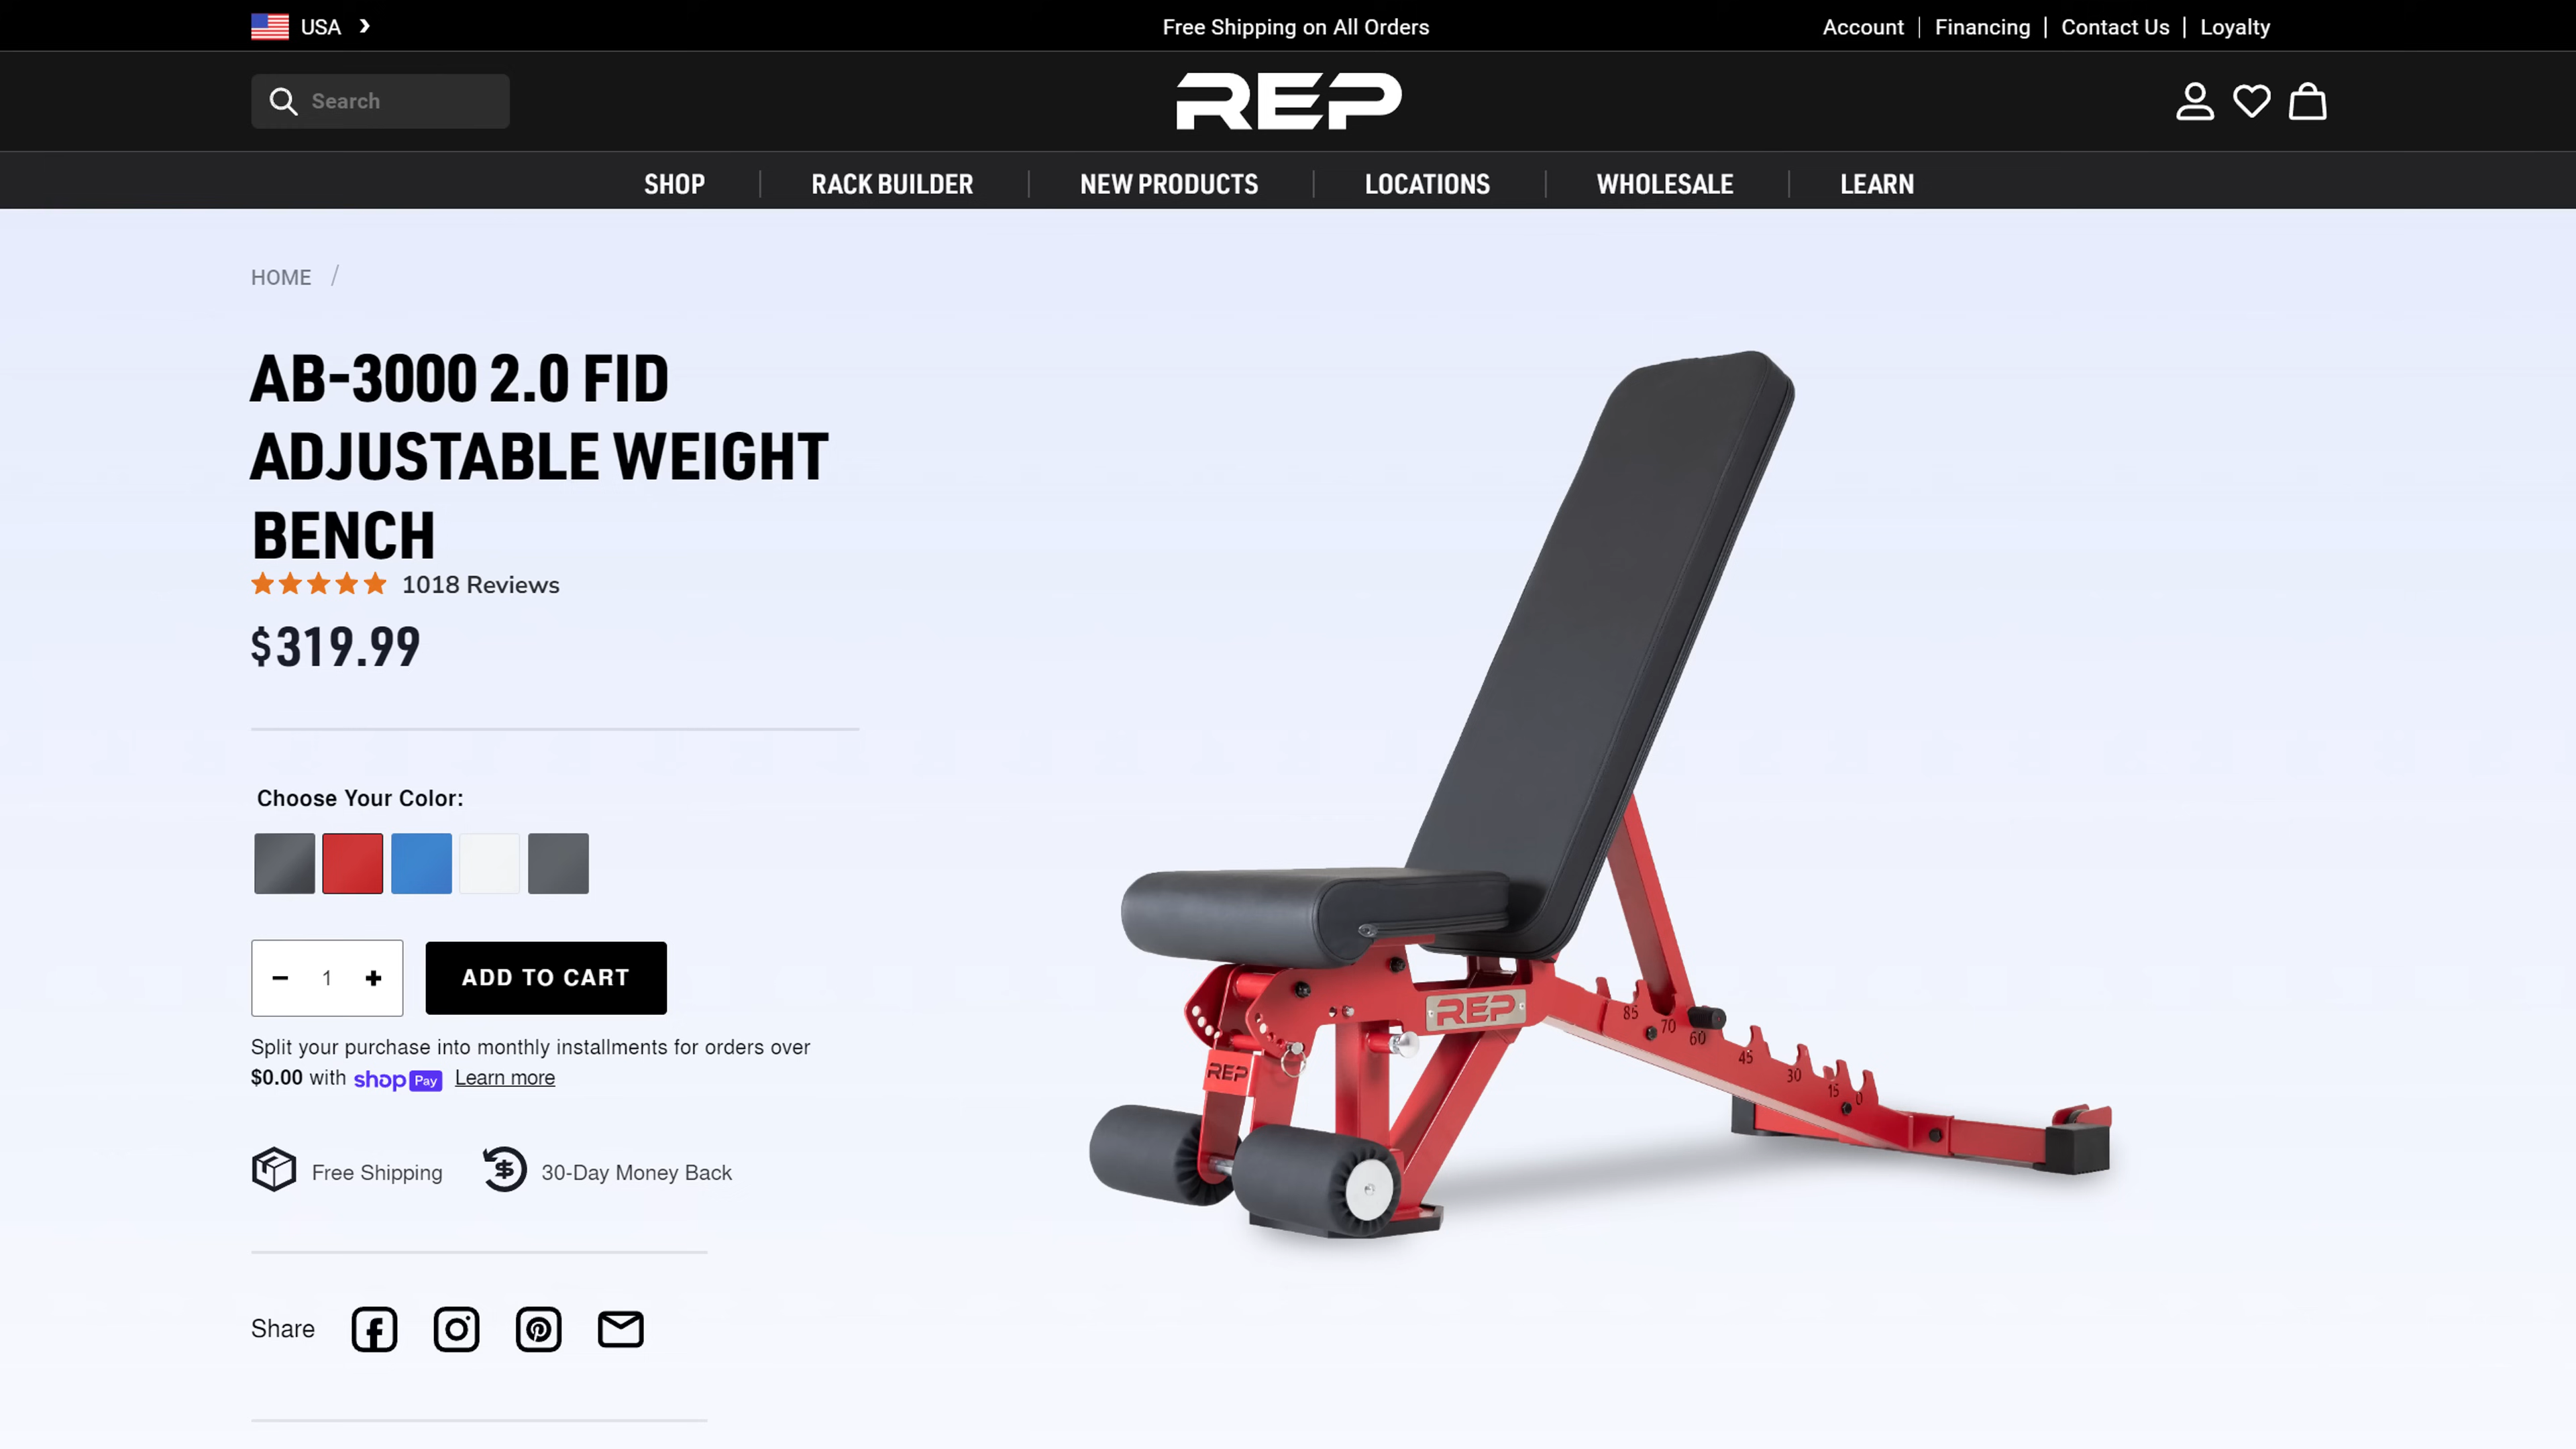 USA
Free Shipping on All Orders
Account | Financing | Contact Us | Loyalty
Search
REP
SHOP
RACK BUILDER
NEW PRODUCTS
LOCATIONS
WHOLESALE
LEARN
HOME /
AB-3000 2.0 FID
ADJUSTABLE WEIGHT
BENCH
1018 Reviews
$319.99
Choose Your Color:
1
ADD TO CART
Split your purchase into monthly installments for orders over
$0.00 with shop Pay Learn more
Free Shipping
30-Day Money Back
Share
REP
REP
85
70
60
45
30
15
0